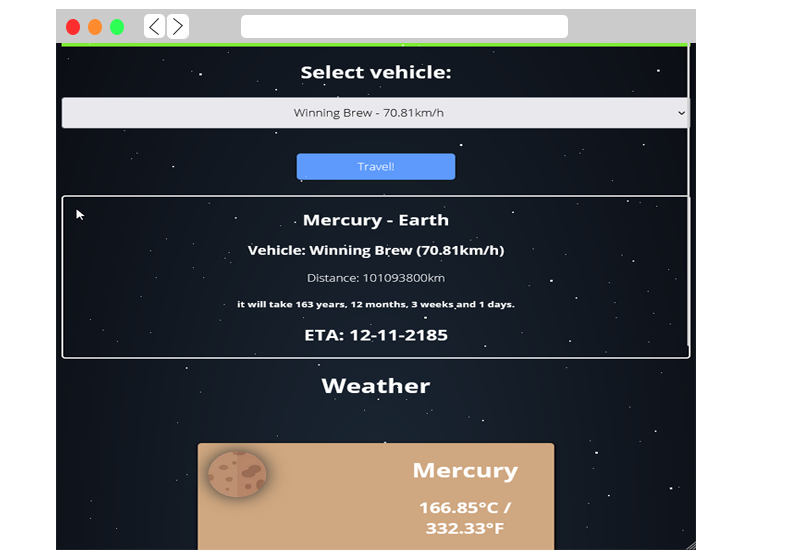 Select vehicle:
Winning Brew - 70.81km/h
Travel!
Mercury - Earth
Vehicle: Winning Brew (70.81km/h)
Distance: 101093800km
it will take 163 years, 12 months, 3 weeks and 1 days.
ETA: 12-11-2185
Weather
Mercury
166.85°C /
332.33°F